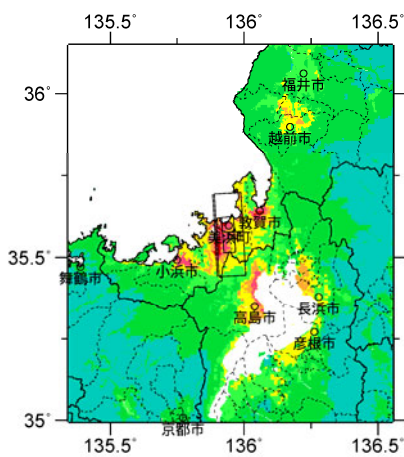 135.5° 136° 136.5°
36°
福井市
越前市
敦賀市
美浜町
35.5°
小浜市
舞鶴市
高島市
長浜市
彦根市
35°
京都市
135.5° 136° 136.5°